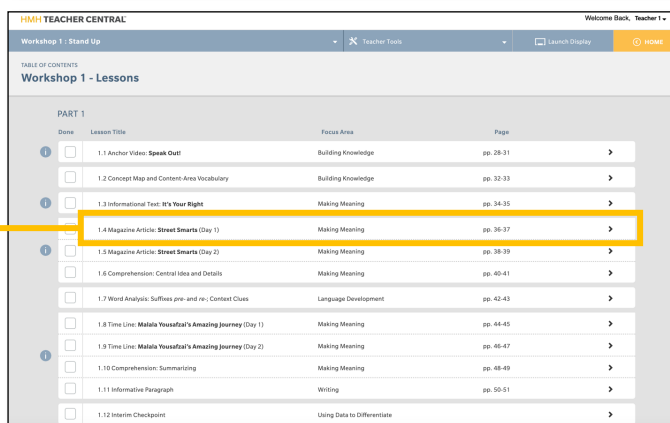 HMH TEACHER CENTRAL
Welcome Back, Teacher 1
Workshop 1 : Stand Up
Teacher Tools
Launch Display
HOME
TABLE OF CONTENTS
Workshop 1 - Lessons
PART 1
Done Lesson Title Focus Area Page
1.1 Anchor Video: Speak Out! Building Knowledge pp. 28-31
1.2 Concept Map and Content-Area Vocabulary Building Knowledge pp. 32-33
1.3 Informational Text: It's Your Right Making Meaning pp. 34-35
1.4 Magazine Article: Street Smarts (Day 1) Making Meaning pp. 36-37
1.5 Magazine Article: Street Smarts (Day 2) Making Meaning pp. 38-39
1.6 Comprehension: Central Idea and Details Making Meaning pp. 40-41
1.7 Word Analysis: Suffixes pre- and re-; Context Clues Language Development pp. 42-43
1.8 Time Line: Malala Yousafzai's Amazing Journey (Day 1) Making Meaning pp. 44-45
1.9 Time Line: Malala Yousafzai's Amazing Journey (Day 2) Making Meaning pp. 46-47
1.10 Comprehension: Summarizing Making Meaning pp. 48-49
1.11 Informative Paragraph Writing pp. 50-51
1.12 Interim Checkpoint Using Data to Differentiate